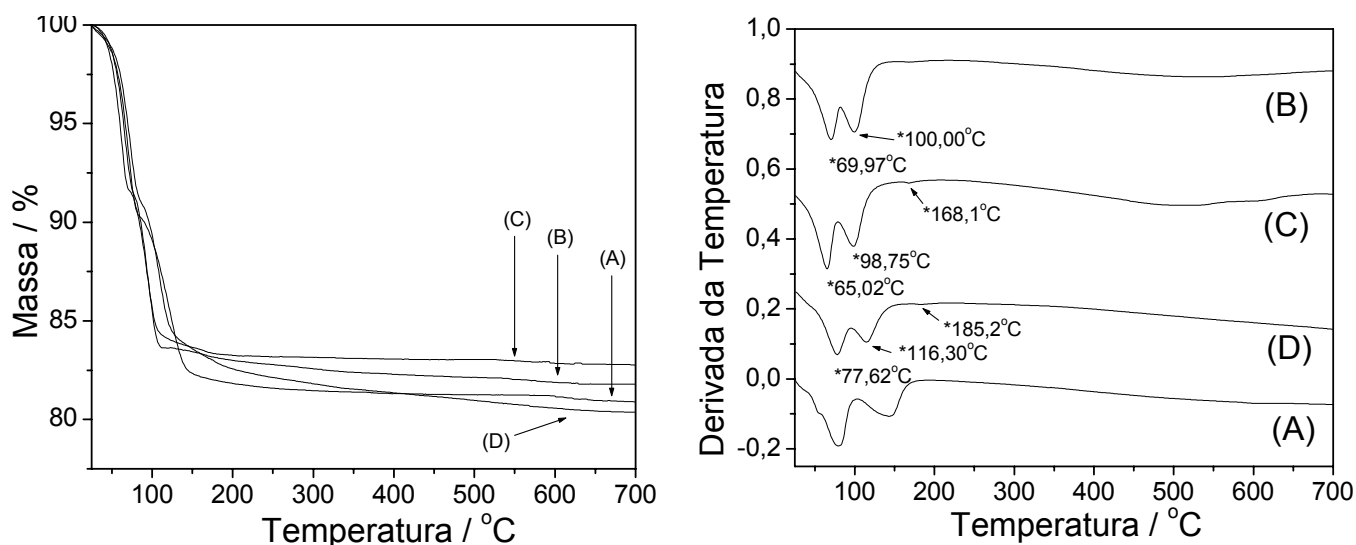 100
95
90
85
80
100 200 300 400 500 600 700
Massa / %
Temperatura / °C
(C)
(B)
(A)
(D)
1,0
0,8
0,6
0,4
0,2
0,0
-0,2
100 200 300 400 500 600 700
Derivada da Temperatura
Temperatura / °C
(B)
*100,00°C
*69,97°C
*168,1°C
(C)
*98,75°C
*65,02°C
*185,2°C
(D)
*116,30°C
*77,62°C
(A)